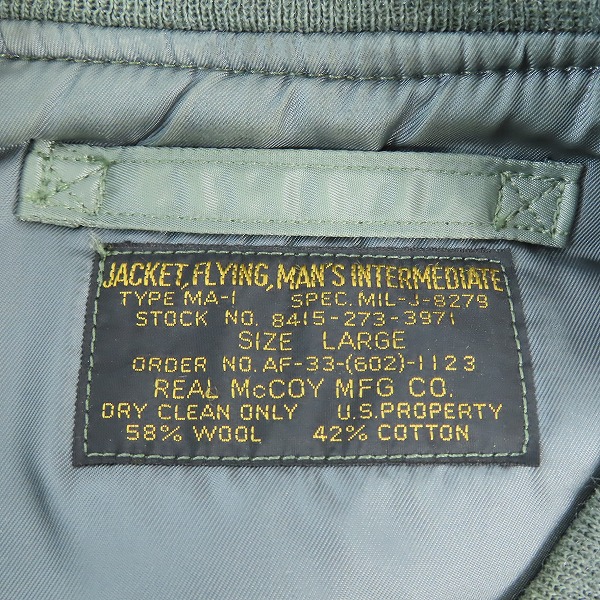 JACKET, FLYING, MAN'S INTERMEDIATE
TYPE MA-1 SPEC. MIL-J-8279
STOCK NO. 8415-273-3971
SIZE LARGE
ORDER NO. AF-33-(602)-1123
REAL McCOY MFG CO.
DRY CLEAN ONLY U.S. PROPERTY
58% WOOL 42% COTTON